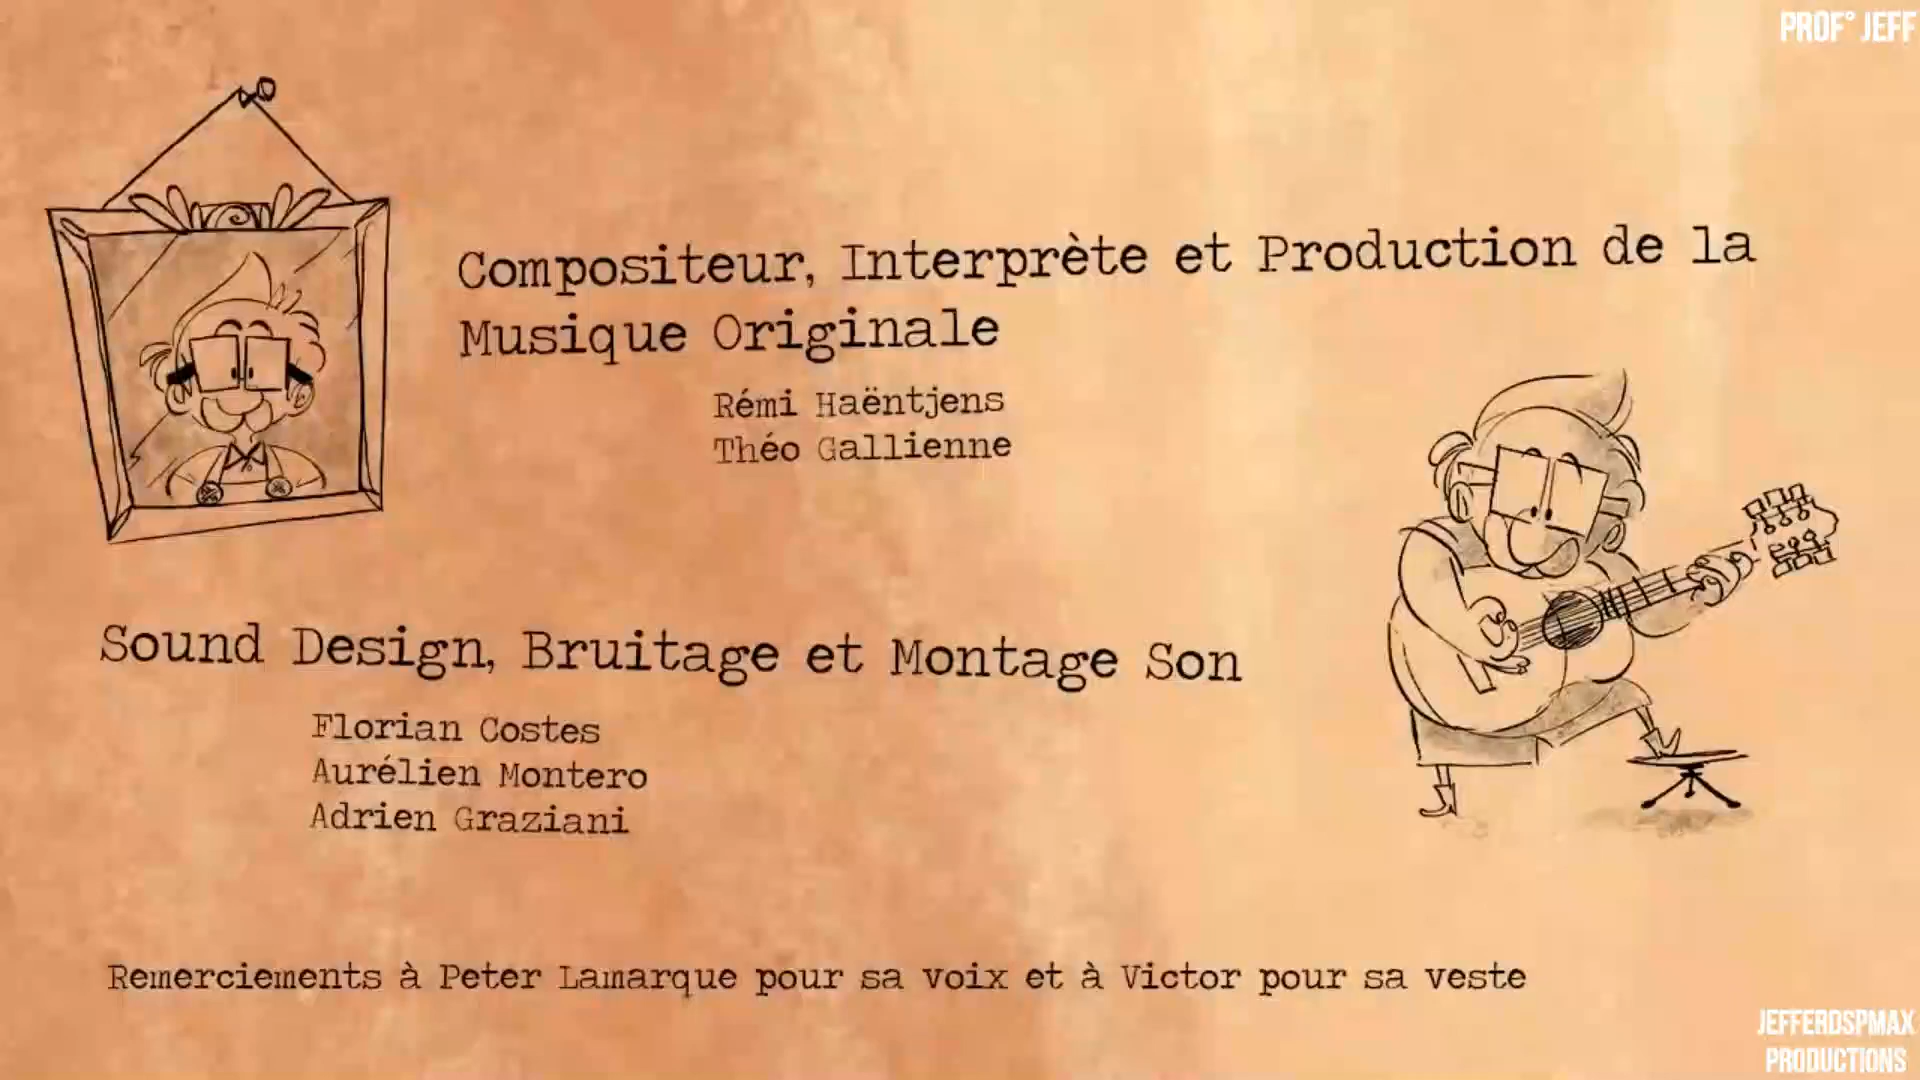 PROF° JEFF
Compositeur, Interprète et Production de la
Musique Originale
Rémi Haëntjens
Théo Gallienne
Sound Design, Bruitage et Montage Son
Florian Costes
Aurélien Montero
Adrien Graziani
Remerciements à Peter Lamarque pour sa voix et à Victor pour sa veste
JEFFERDSPMAX
PRODUCTIONS